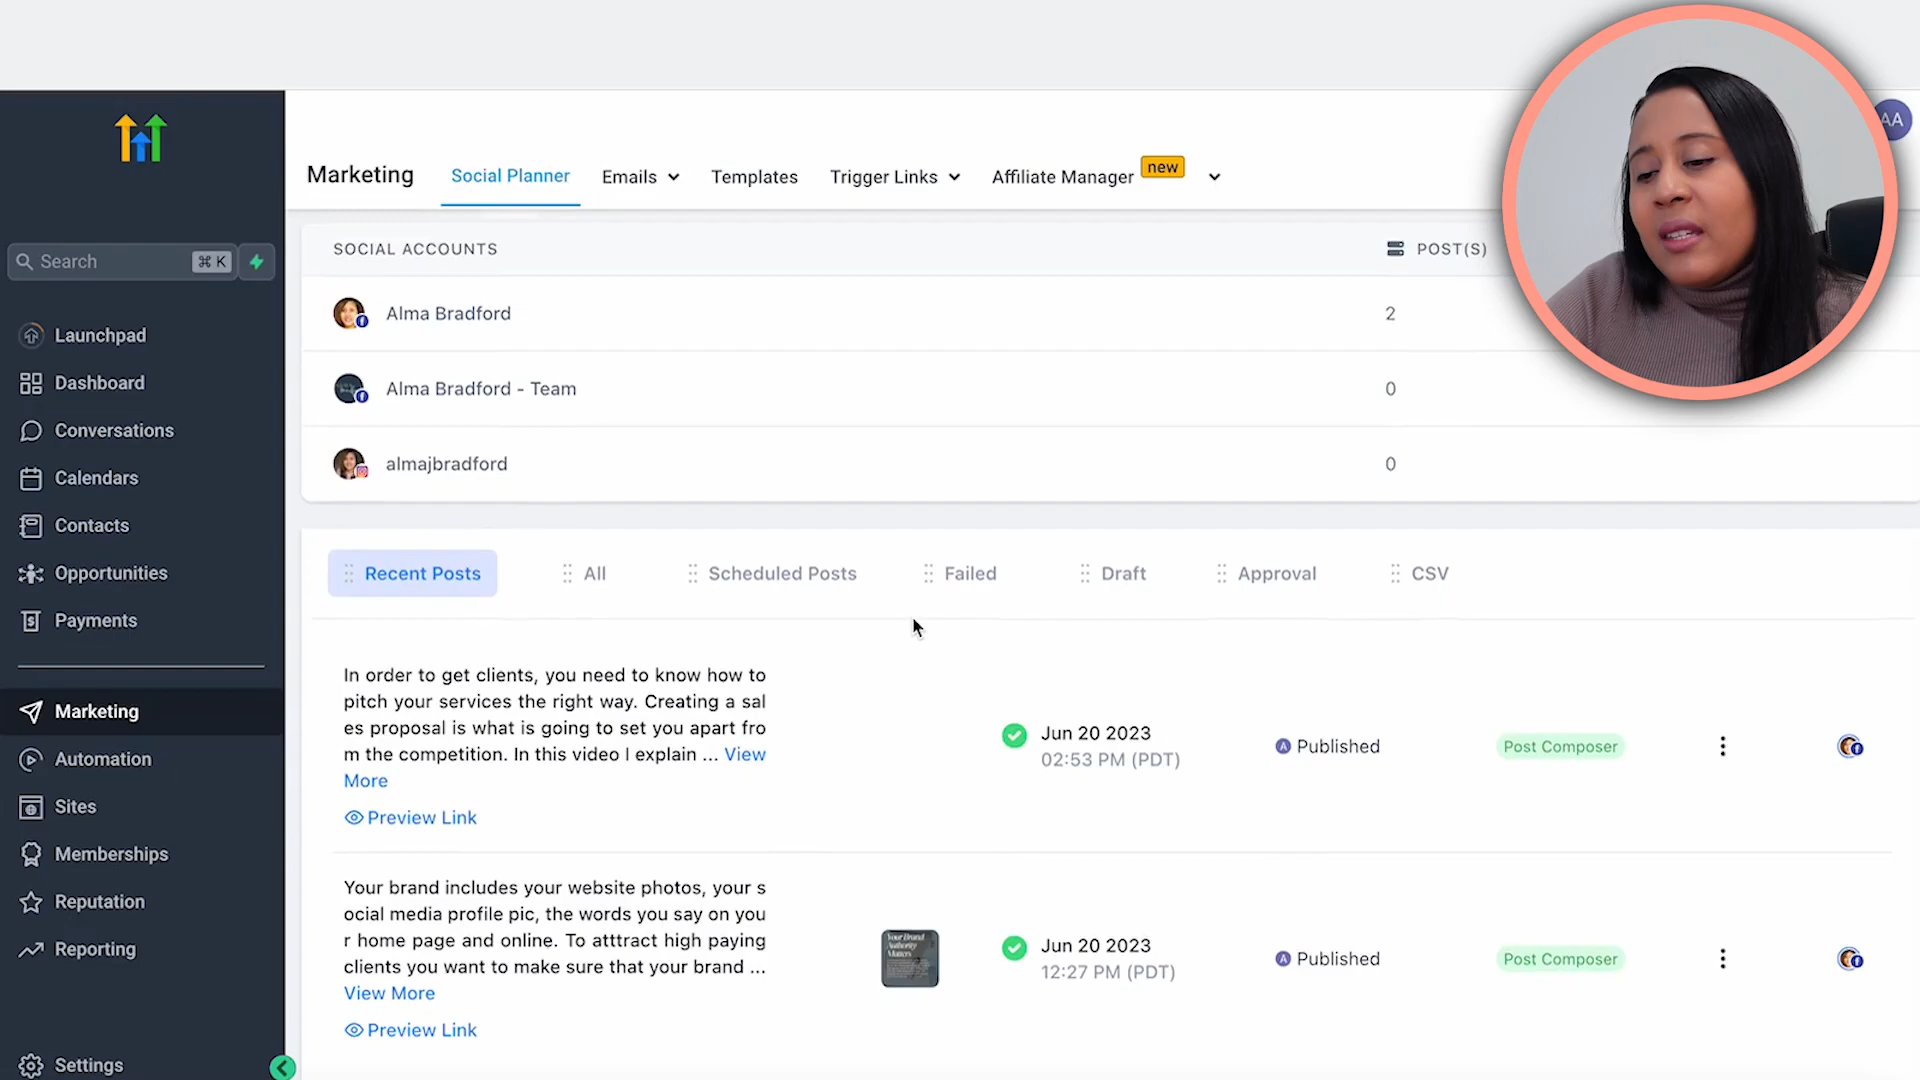 AA
Marketing
Social Planner
Emails
Templates
Trigger Links
Affiliate Manager
new
Search
⌘ K
Launchpad
Dashboard
Conversations
Calendars
Contacts
Opportunities
Payments
Marketing
Automation
Sites
Memberships
Reputation
Reporting
Settings
SOCIAL ACCOUNTS
POST(S)
Alma Bradford
2
Alma Bradford - Team
0
almajbradford
0
Recent Posts
All
Scheduled Posts
Failed
Draft
Approval
CSV
In order to get clients, you need to know how to
pitch your services the right way. Creating a sal
es proposal is what is going to set you apart fro
m the competition. In this video I explain ... View
More
Preview Link
Jun 20 2023
02:53 PM (PDT)
A Published
Post Composer
Your brand includes your website photos, your s
ocial media profile pic, the words you say on you
r home page and online. To atttract high paying
clients you want to make sure that your brand ...
View More
Preview Link
Your Brand
Authority
Matters
Jun 20 2023
12:27 PM (PDT)
A Published
Post Composer